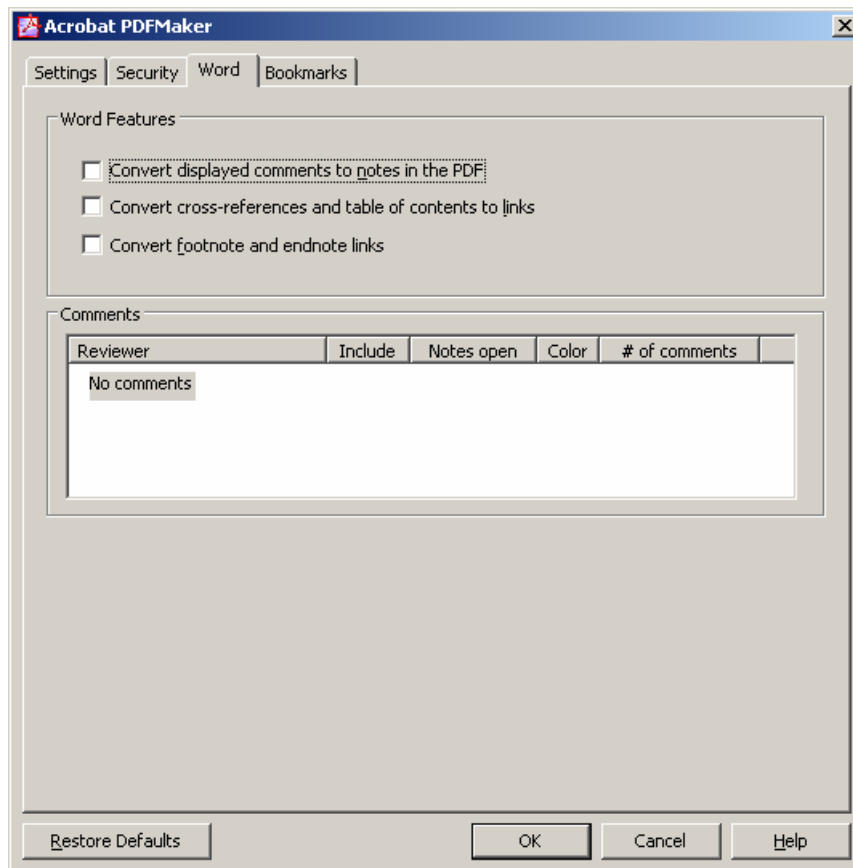 Acrobat PDFMaker
Settings Security Word Bookmarks
Word Features
Convert displayed comments to notes in the PDF
Convert cross-references and table of contents to links
Convert footnote and endnote links
Comments
Reviewer Include Notes open Color # of comments
No comments
Restore Defaults OK Cancel Help